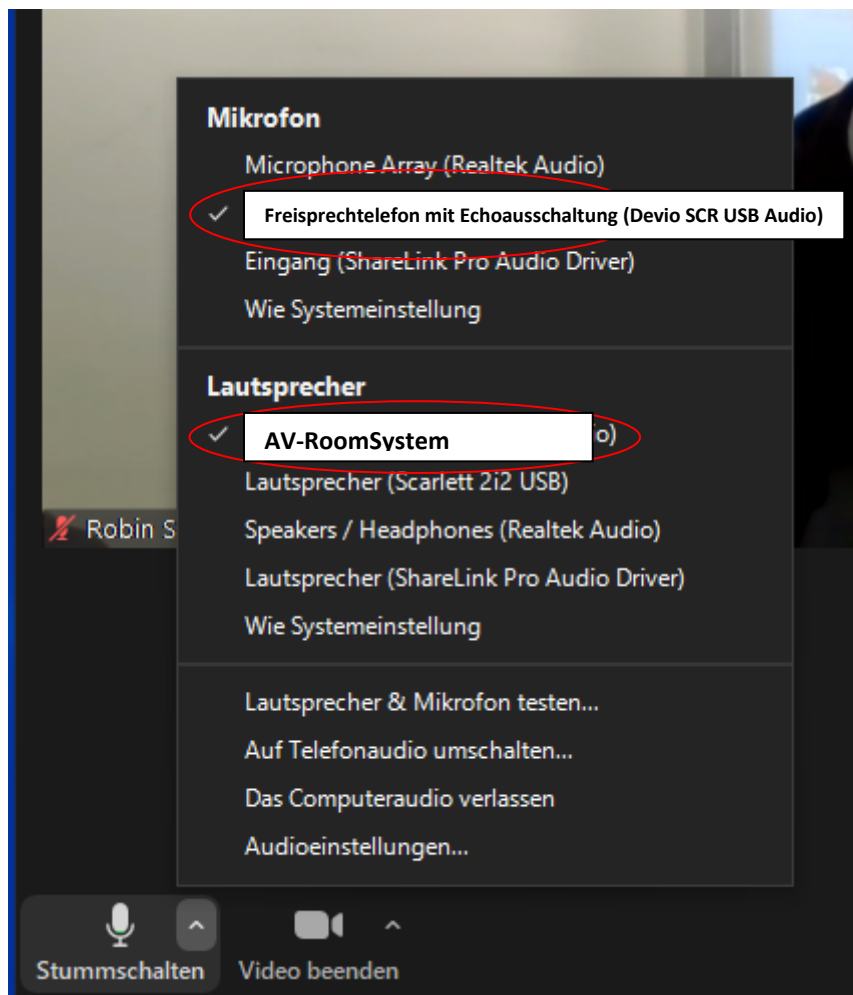 Mikrofon
Microphone Array (Realtek Audio)
Freisprechtelefon mit Echoausschaltung (Devio SCR USB Audio)
Eingang (ShareLink Pro Audio Driver)
Wie Systemeinstellung
Lautsprecher
AV-RoomSystem o)
Lautsprecher (Scarlett 2i2 USB)
Robin S
Speakers / Headphones (Realtek Audio)
Lautsprecher (ShareLink Pro Audio Driver)
Wie Systemeinstellung
Lautsprecher & Mikrofon testen...
Auf Telefonaudio umschalten...
Das Computeraudio verlassen
Audioeinstellungen...
Stummschalten
Video beenden